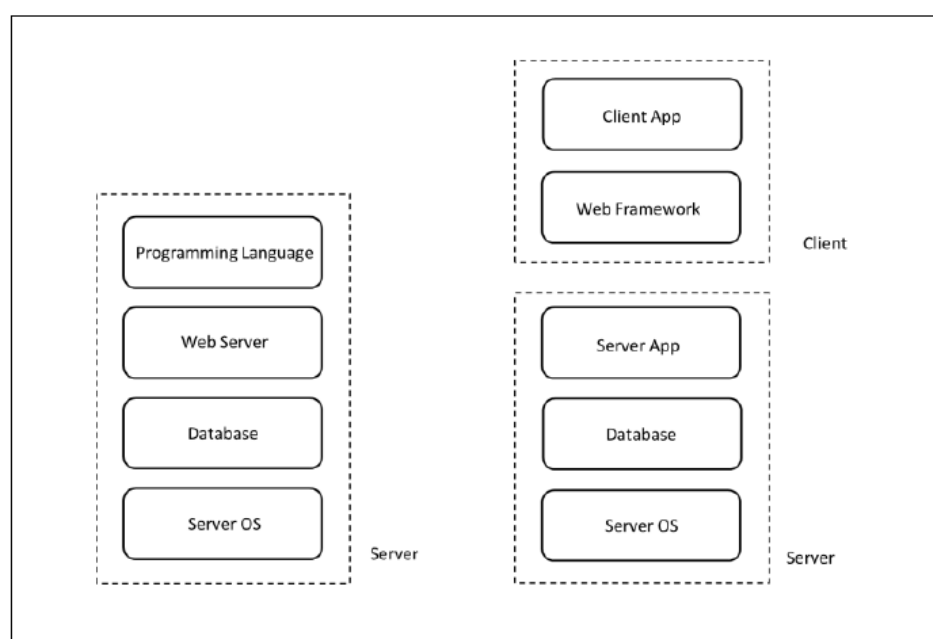 Programming Language
Web Server
Database
Server OS
Server
Client App
Web Framework
Client
Server App
Database
Server OS
Server